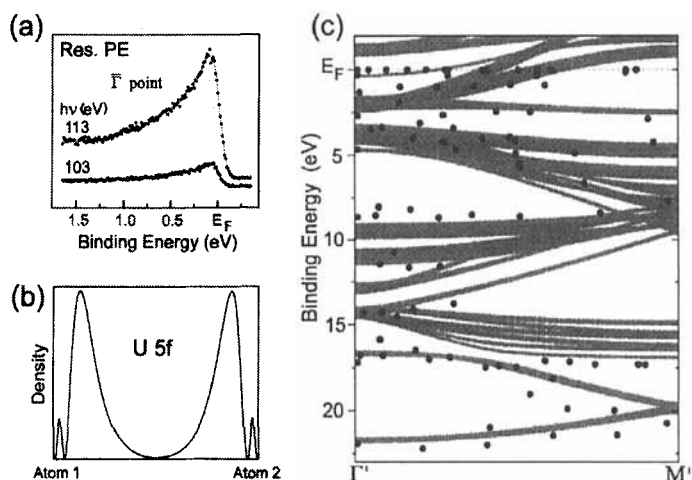 (a)
Res. PE
Γ̄ point
hν(eV)
113
103
1.5
1.0
0.5
E_F
Binding Energy (eV)
(b)
U 5f
Density
Atom 1
Atom 2
(c)
E_F
5
10
15
20
Binding Energy (eV)
Γ'
M'